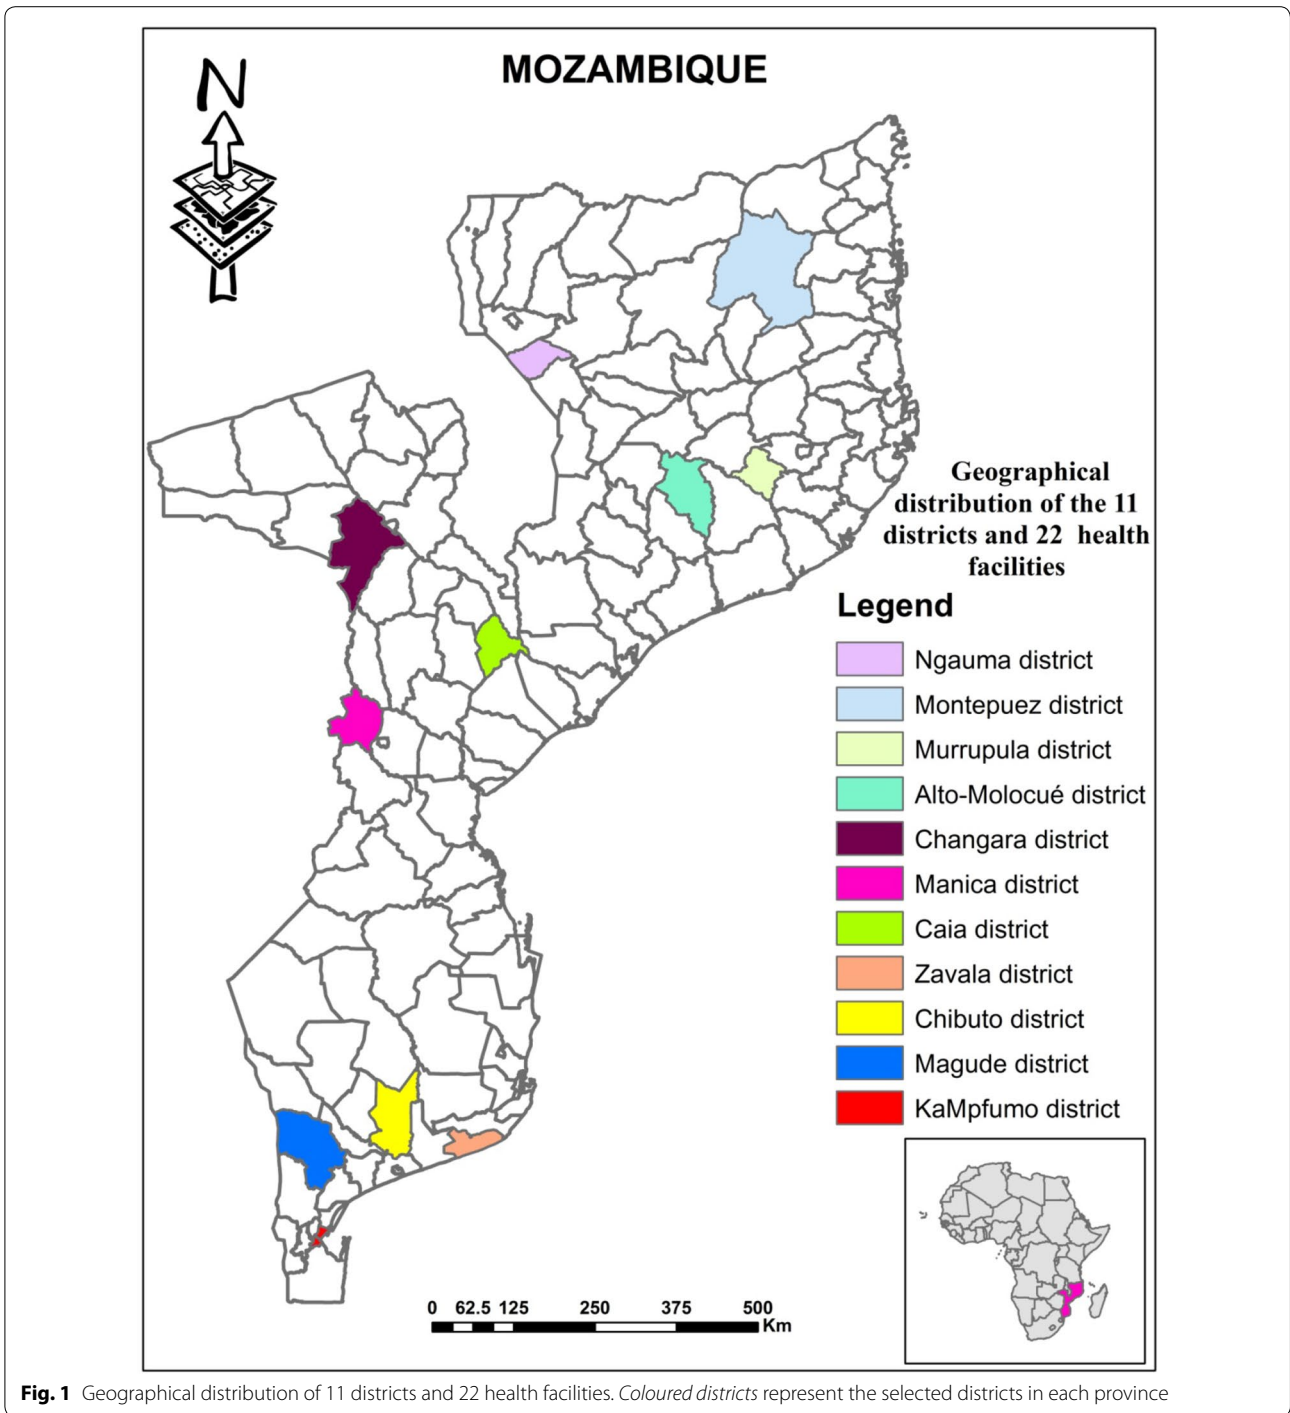 MOZAMBIQUE
N
Geographical
distribution of the 11
districts and 22 health
facilities
Legend
Ngauma district
Montepuez district
Murrupula district
Alto-Molocué district
Changara district
Manica district
Caia district
Zavala district
Chibuto district
Magude district
KaMpfumo district
0 62.5 125 250 375 500
Km
Fig. 1 Geographical distribution of 11 districts and 22 health facilities. Coloured districts represent the selected districts in each province